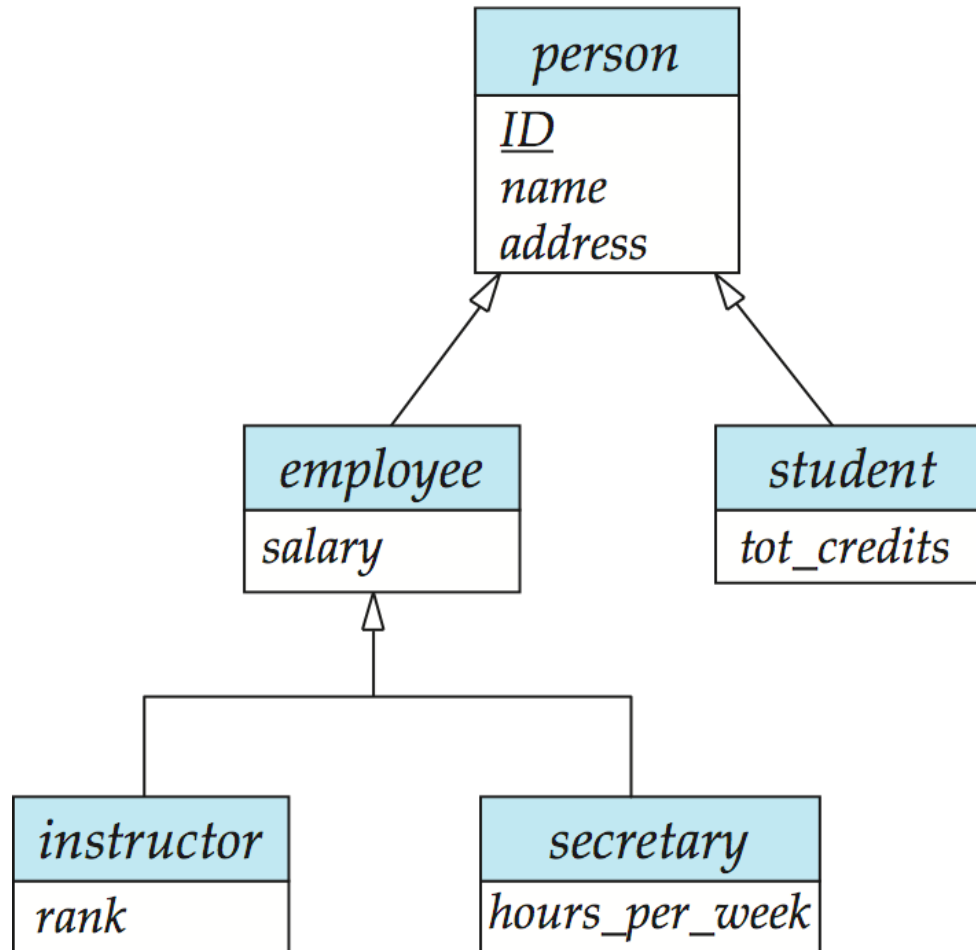 person
ID
name
address
employee
salary
student
tot_credits
instructor
rank
secretary
hours_per_week